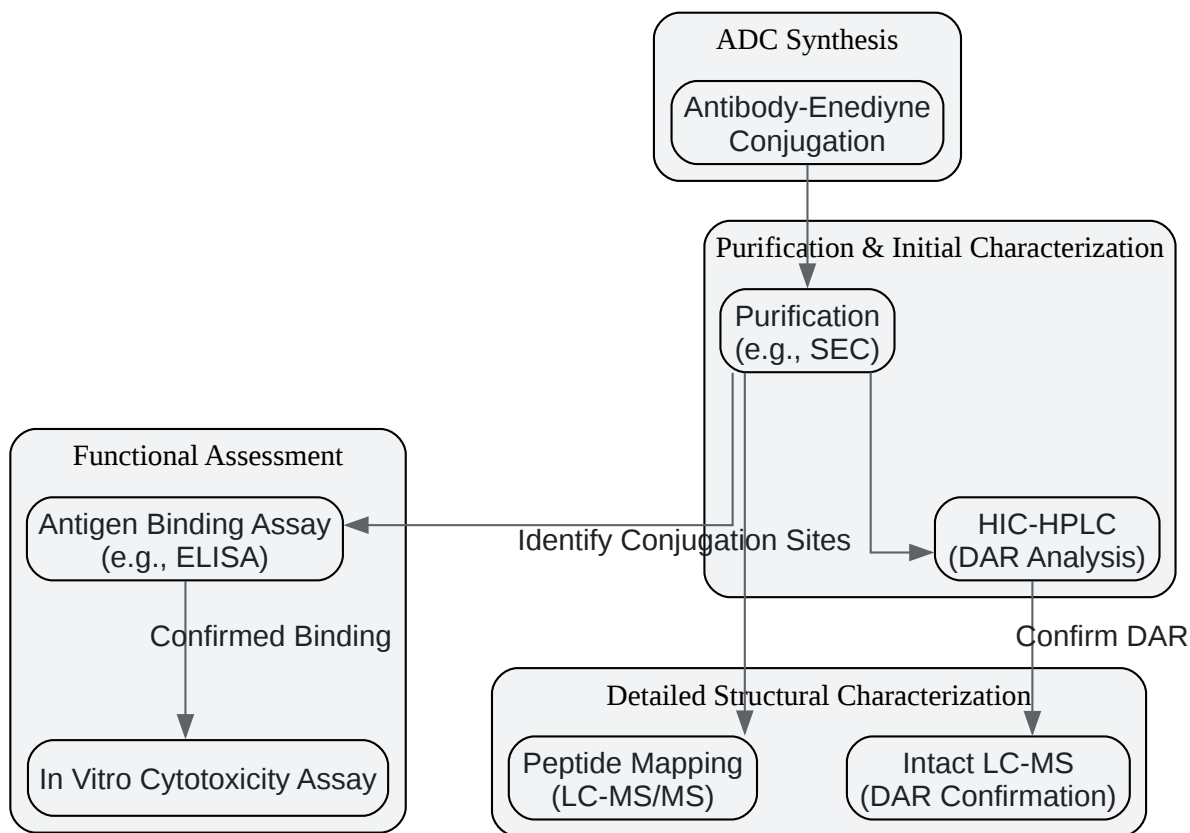 ADC Synthesis
Antibody-Enediyne
Conjugation
Purification & Initial Characterization
Purification
(e.g., SEC)
Functional Assessment
Antigen Binding Assay
(e.g., ELISA)
Identify Conjugation Sites
HIC-HPLC
(DAR Analysis)
Confirmed Binding
Confirm DAR
Detailed Structural Characterization
In Vitro Cytotoxicity Assay
Peptide Mapping
(LC-MS/MS)
Intact LC-MS
(DAR Confirmation)